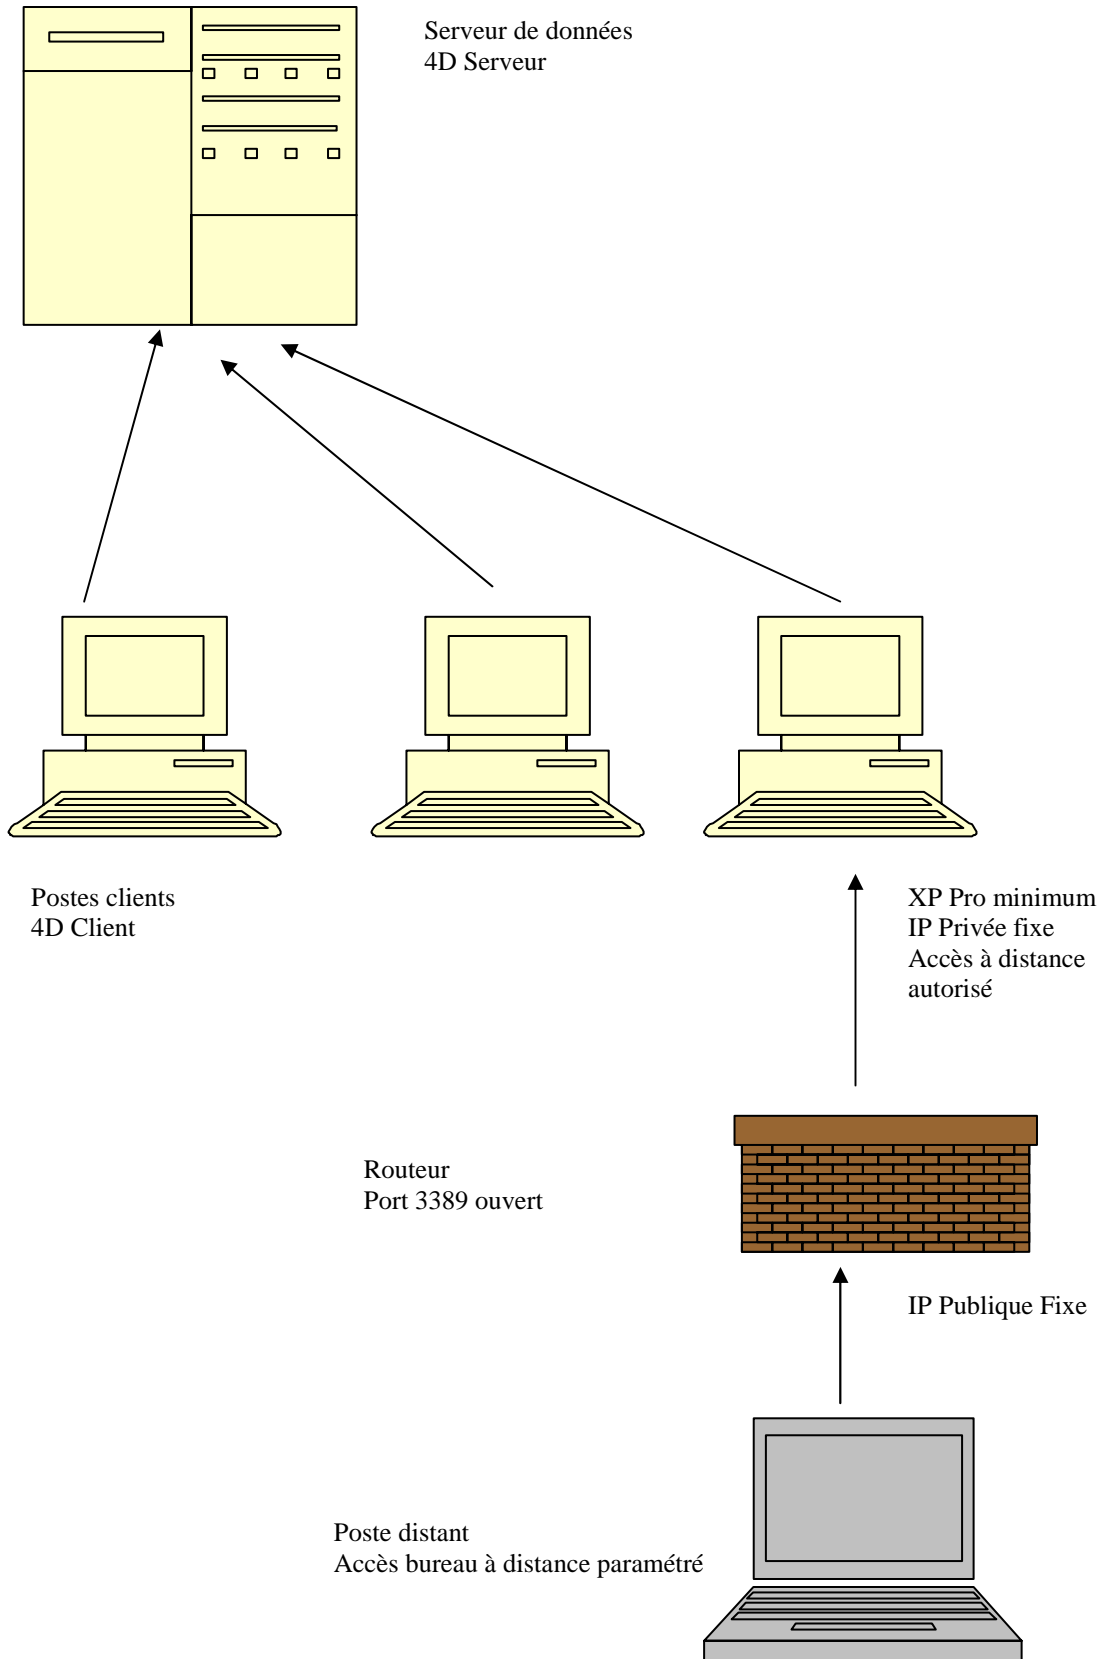 Serveur de données
4D Serveur
Postes clients
4D Client
XP Pro minimum
IP Privée fixe
Accès à distance
autorisé
Routeur
Port 3389 ouvert
IP Publique Fixe
Poste distant
Accès bureau à distance paramétré